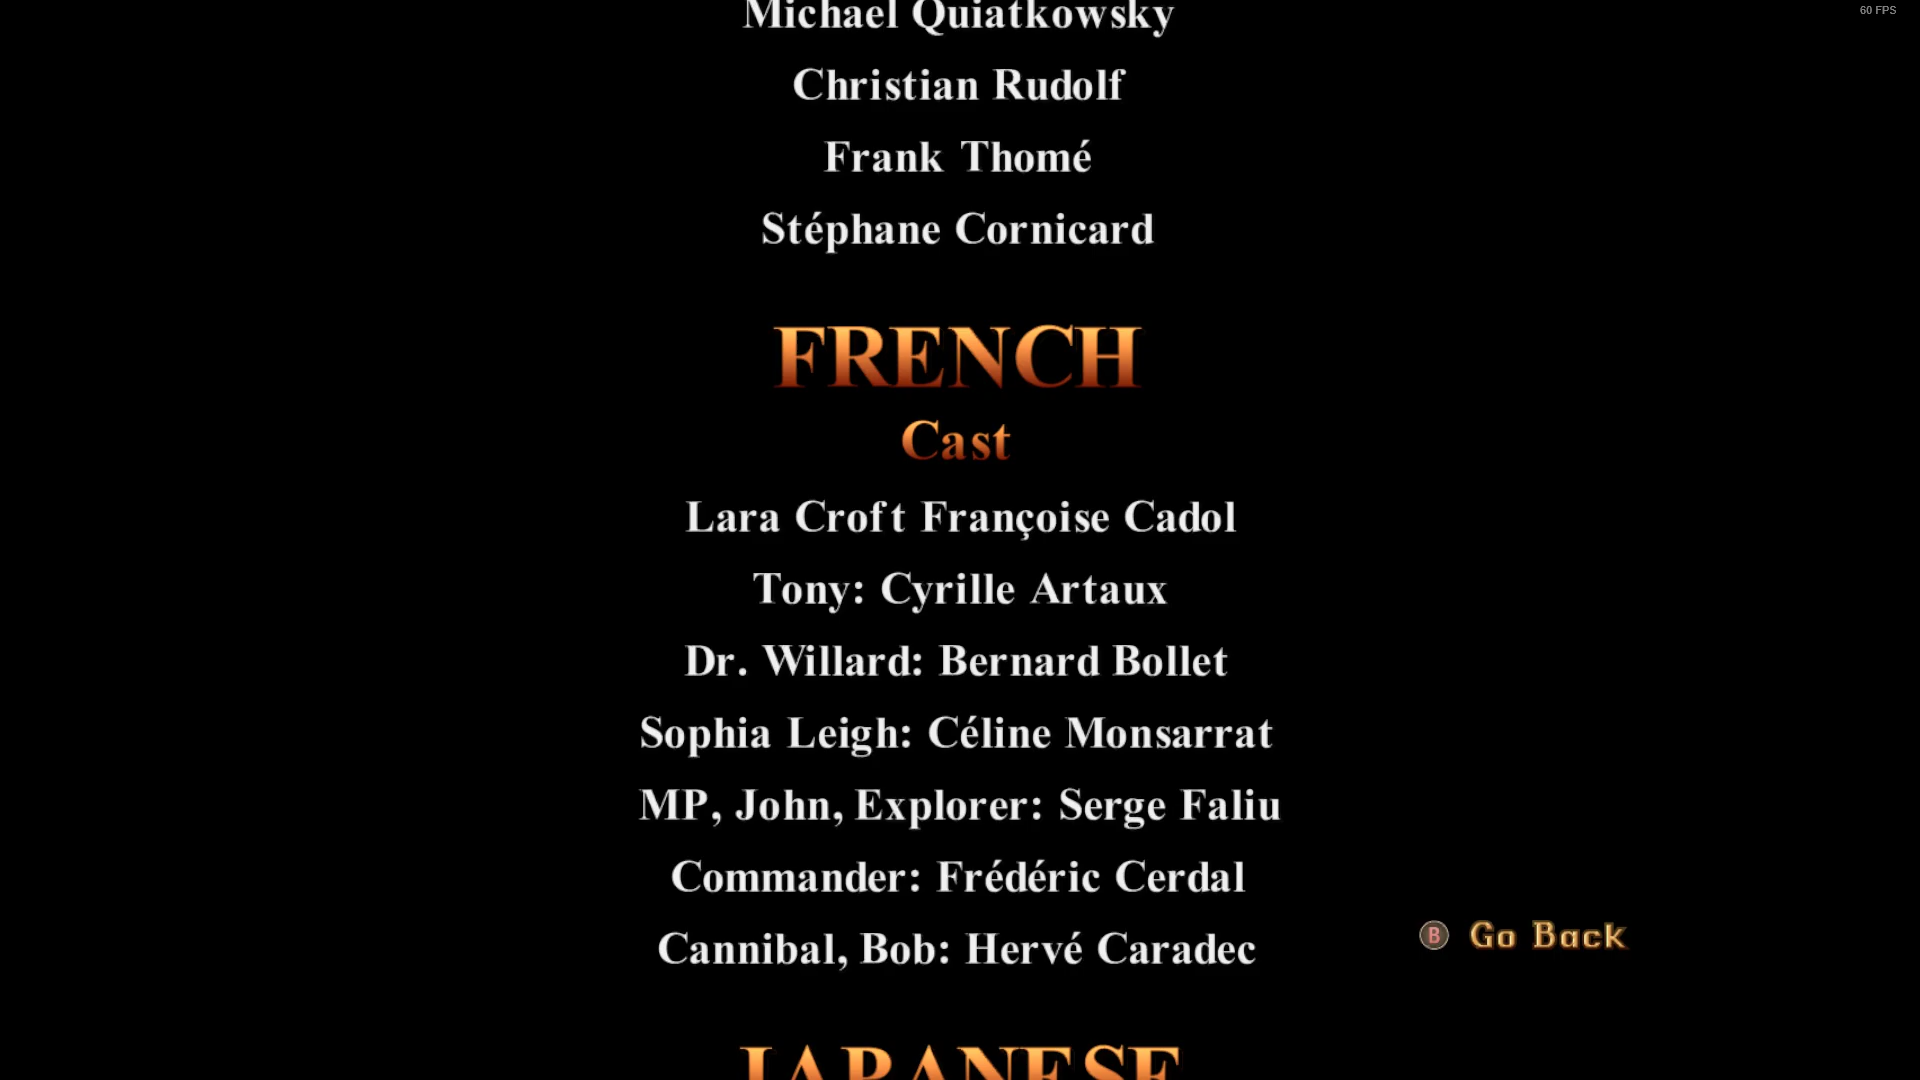 60 FPS
Michael Quiatkowsky
Christian Rudolf
Frank Thomé
Stéphane Cornicard
FRENCH
Cast
Lara Croft Françoise Cadol
Tony: Cyrille Artaux
Dr. Willard: Bernard Bollet
Sophia Leigh: Céline Monsarrat
MP, John, Explorer: Serge Faliu
Commander: Frédéric Cerdal
Cannibal, Bob: Hervé Caradec
B Go Back
JAPANESE